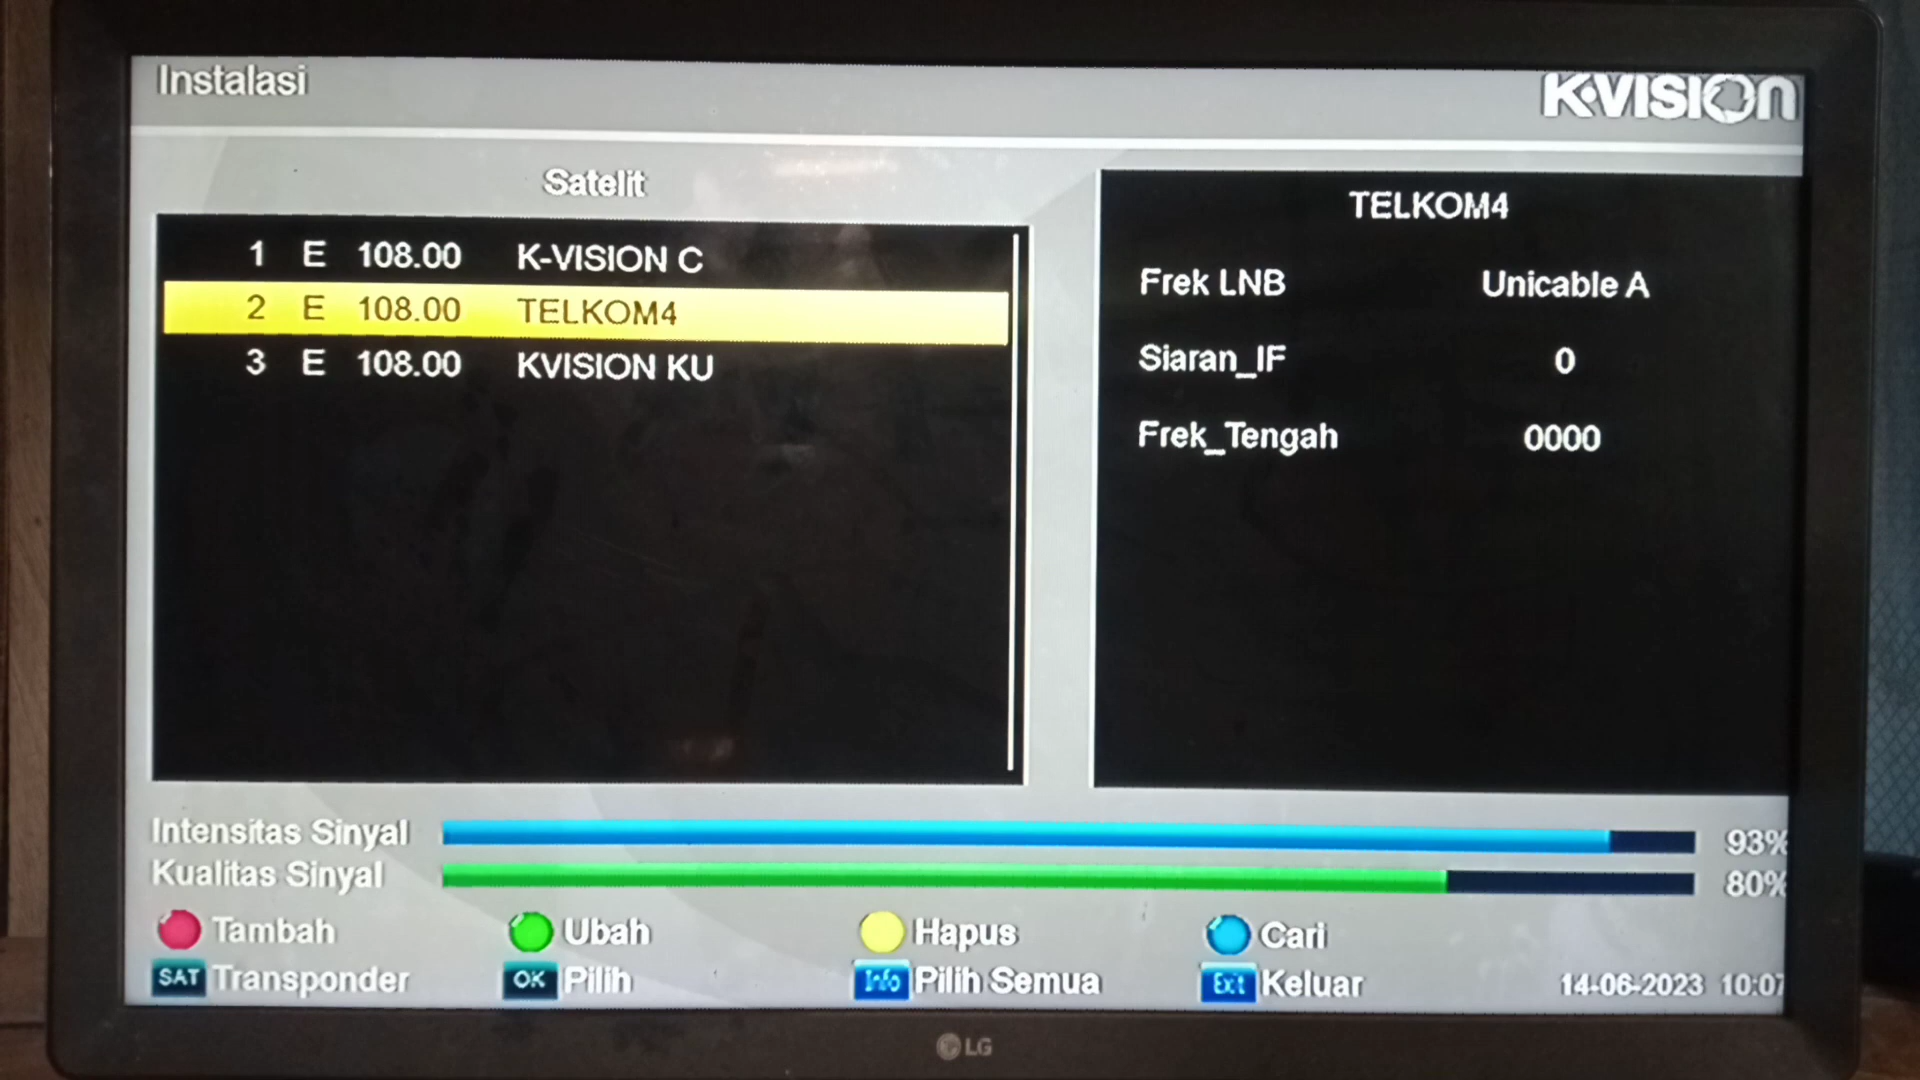 Instalasi
K-VISION
Satelit
1 E 108.00 K-VISION C
2 E 108.00 TELKOM4
3 E 108.00 KVISION KU
TELKOM4
Frek LNB Unicable A
Siaran_IF 0
Frek_Tengah 0000
Intensitas Sinyal 93%
Kualitas Sinyal 80%
Tambah Ubah Hapus Cari
SAT Transponder OK Pilih Info Pilih Semua Exit Keluar 14-06-2023 10:07
LG